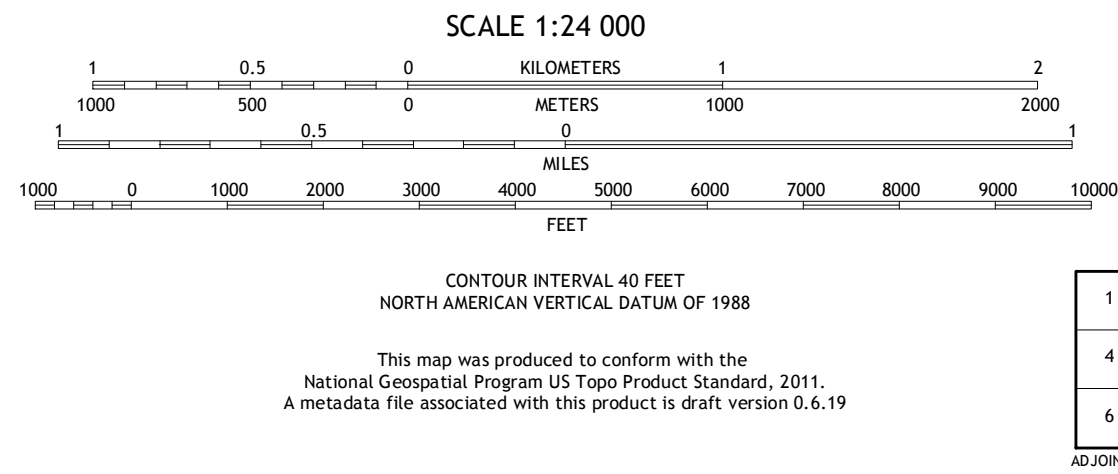 SCALE 1:24 000
1 0.5 0 KILOMETERS 1 2
1000 500 0 METERS 1000 2000
1 0.5 0 1
MILES
1000 0 1000 2000 3000 4000 5000 6000 7000 8000 9000 10000
FEET
CONTOUR INTERVAL 40 FEET
NORTH AMERICAN VERTICAL DATUM OF 1988
This map was produced to conform with the
National Geospatial Program US Topo Product Standard, 2011.
A metadata file associated with this product is draft version 0.6.19
1
4
6
ADJOIN